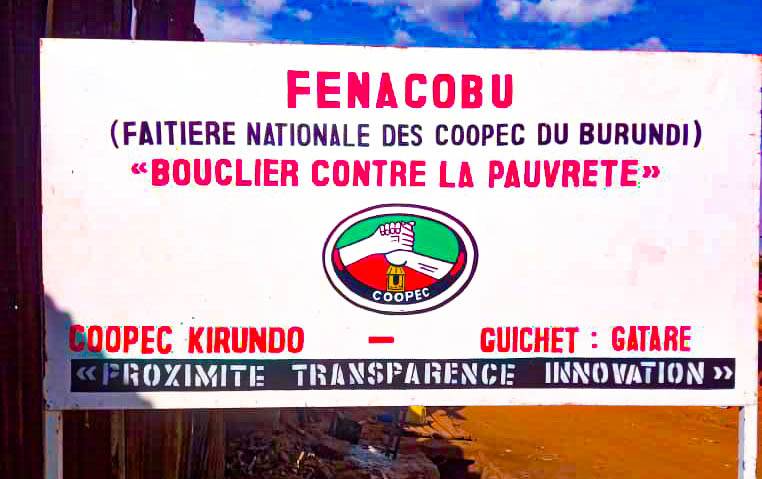 FENACOBU
(FAITIERE NATIONALE DES COOPEC DU BURUNDI)
«BOUCLIER CONTRE LA PAUVRETE»
COOPEC
COOPEC KIRUNDO – GUICHET : GATARE
«PROXIMITE TRANSPARENCE INNOVATION»